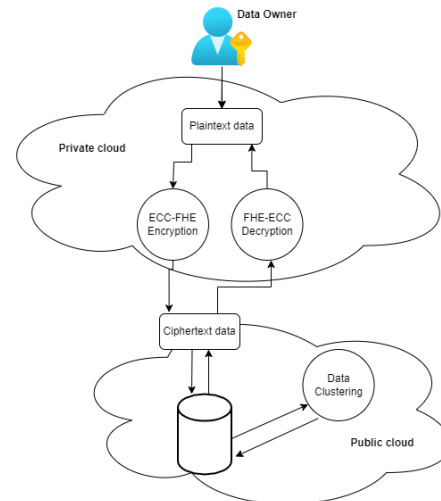 Data Owner
Plaintext data
Private cloud
ECC-FHE
Encryption
FHE-ECC
Decryption
Ciphertext data
Data
Clustering
Public cloud